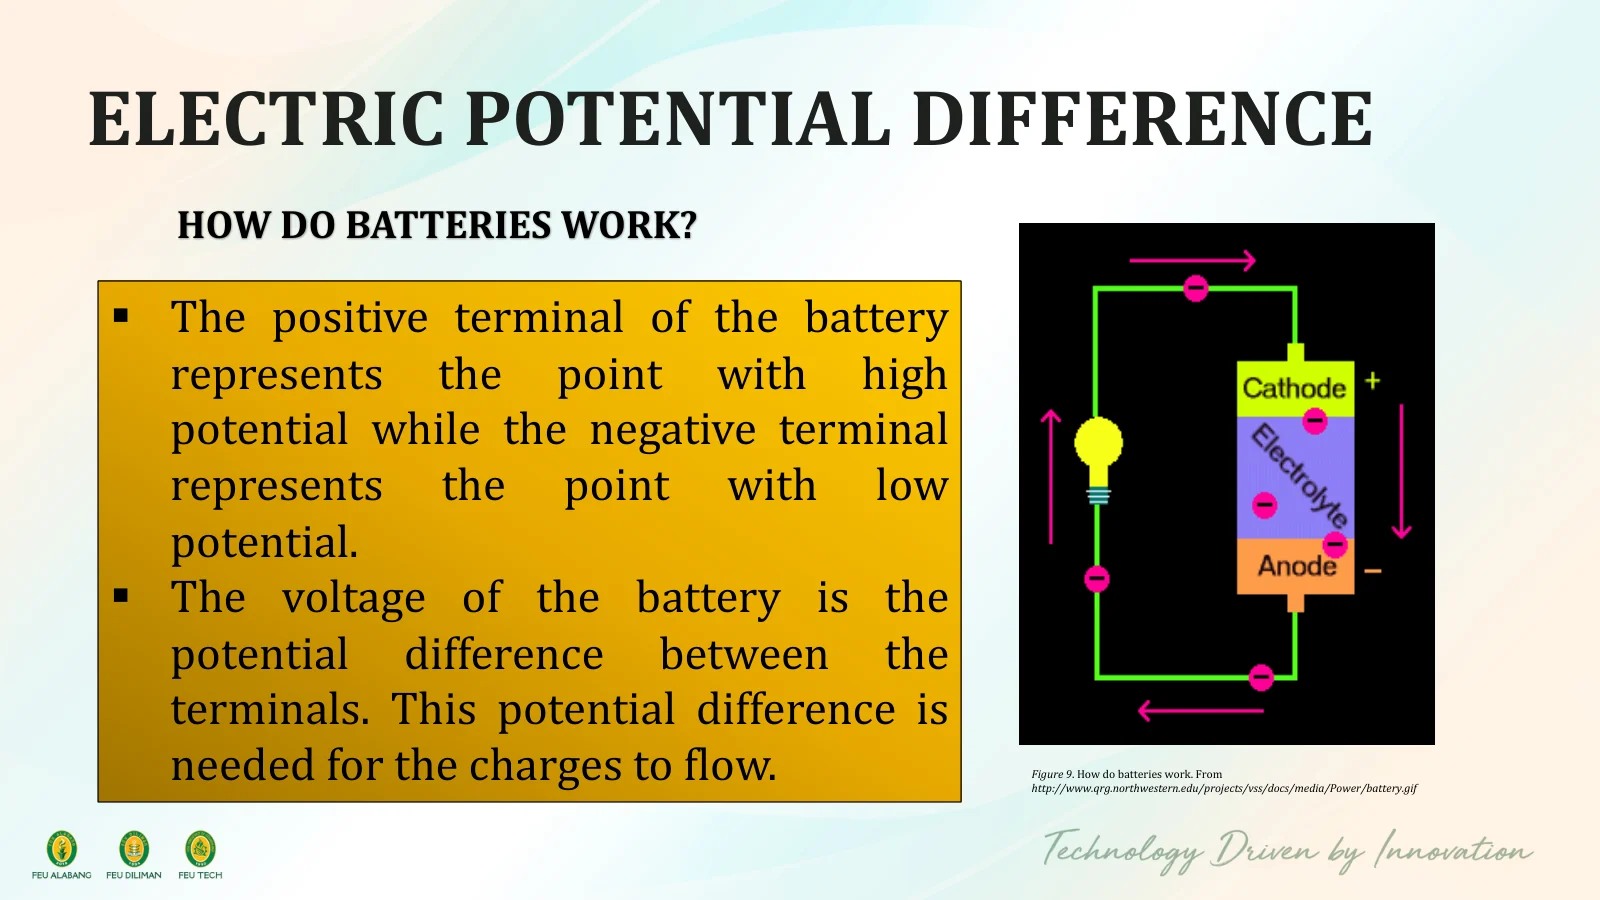 ELECTRIC POTENTIAL DIFFERENCE
HOW DO BATTERIES WORK?
▪ The positive terminal of the battery
represents the point with high
potential while the negative terminal
represents the point with low
potential.
▪ The voltage of the battery is the
potential difference between the
terminals. This potential difference is
needed for the charges to flow.
Cathode +
Electrolyte
Anode −
Figure 9. How do batteries work. From
http://www.qrg.northwestern.edu/projects/vss/docs/media/Power/battery.gif
FEU ALABANG FEU DILIMAN FEU TECH
Technology Driven by Innovation